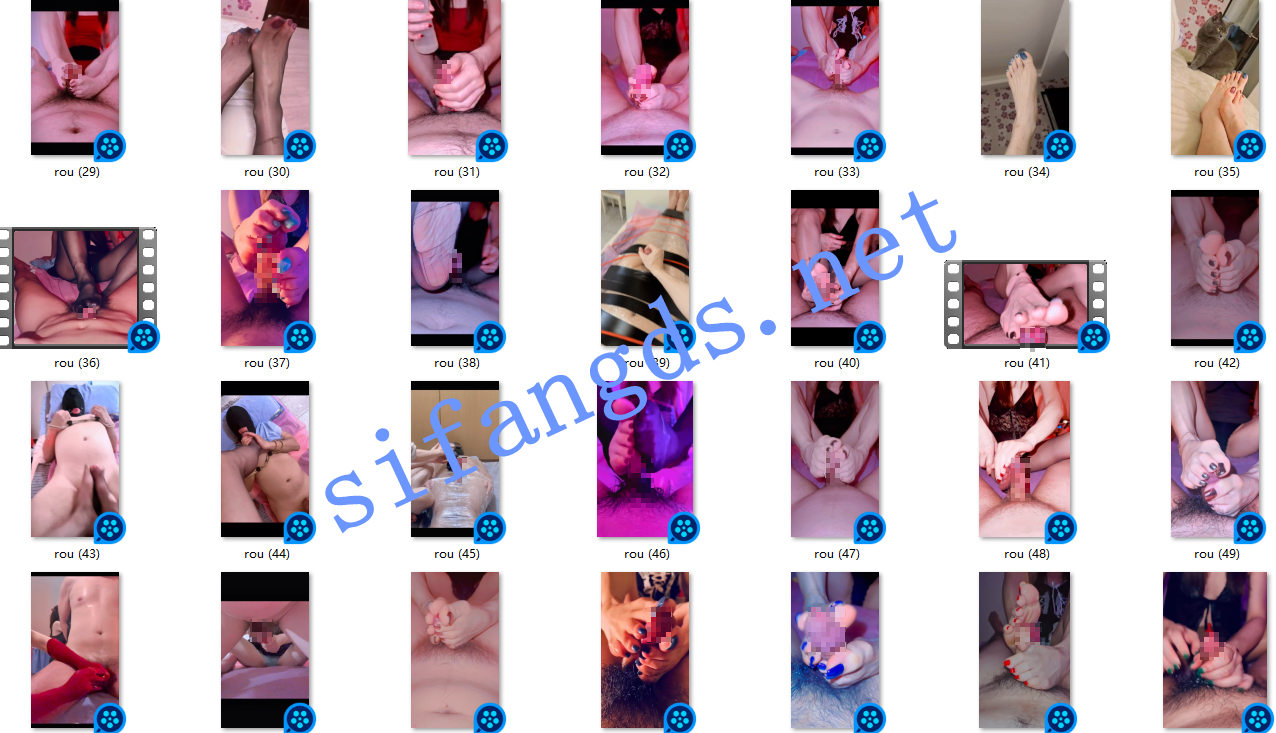 rou (29)
rou (30)
rou (31)
rou (32)
rou (33)
rou (34)
rou (35)
rou (36)
rou (37)
rou (38)
rou (39)
rou (40)
rou (41)
rou (42)
sifangds.net
rou (43)
rou (44)
rou (45)
rou (46)
rou (47)
rou (48)
rou (49)